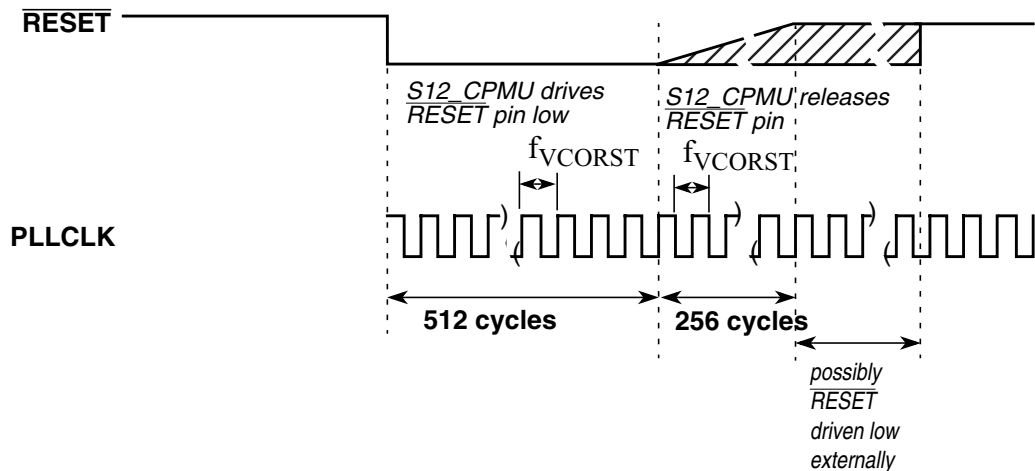 RESET
S12_CPMU drives
RESET pin low
S12_CPMU releases
RESET pin
fVCORST
fVCORST
PLLCLK
512 cycles
256 cycles
possibly
RESET
driven low
externally